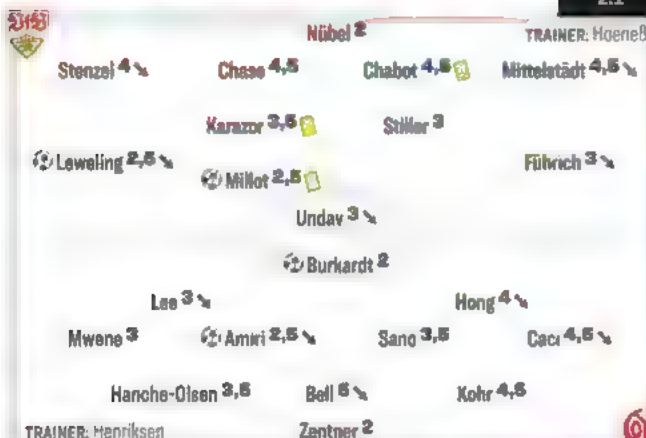 VfB
Nübel 2
TRAINER: Hoeneß
Stenzel 4 Chase 4,5 Chabot 4,5 Mittelstädt 4,5
Karazor 3,5 Stiller 3
Leweling 2,5 Führich 3
Millot 2,5
Undav 3
Burkardt 2
Lee 3 Hong 4
Mwene 3 Amiri 2,5 Sano 3,5 Caci 4,5
Hanche-Olsen 3,5 Bell 5 Kohr 4,5
TRAINER: Henriksen Zentner 2